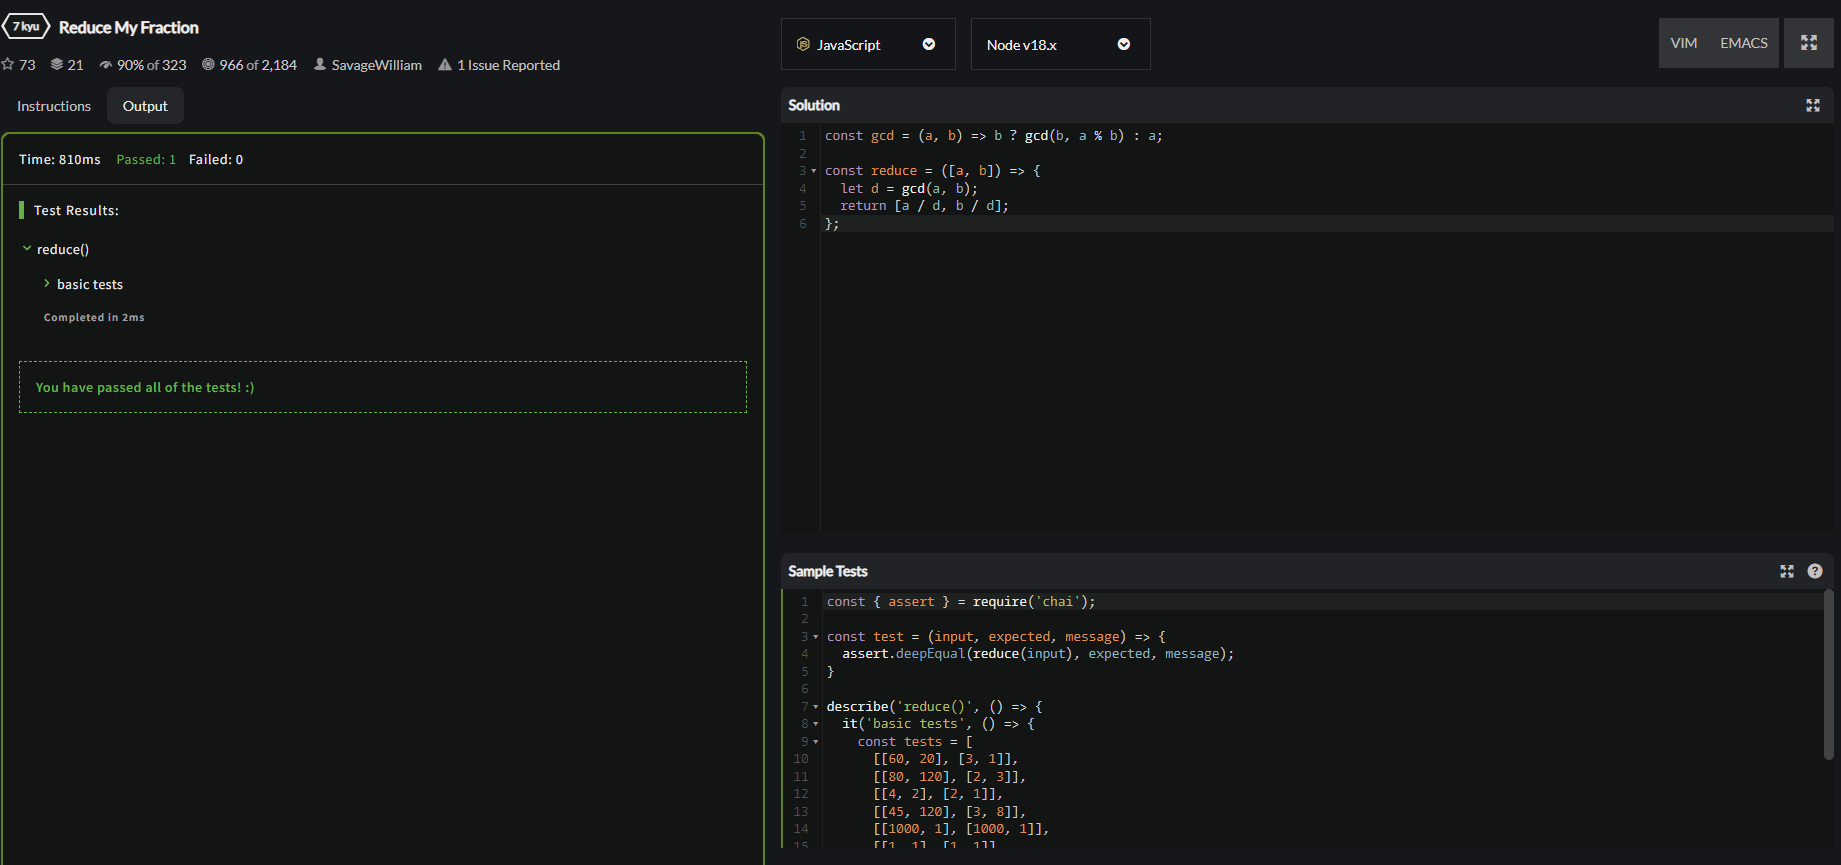 7 kyu Reduce My Fraction
73 21 90% of 323 966 of 2,184 SavageWilliam 1 Issue Reported
Instructions Output
Time: 810ms Passed: 1 Failed: 0
Test Results:
reduce()
basic tests
Completed in 2ms
You have passed all of the tests! :)
JavaScript Node v18.x VIM EMACS
Solution
1 const gcd = (a, b) => b ? gcd(b, a % b) : a;
2
3 const reduce = ([a, b]) => {
4 let d = gcd(a, b);
5 return [a / d, b / d];
6 };
Sample Tests
1 const { assert } = require('chai');
2
3 const test = (input, expected, message) => {
4 assert.deepEqual(reduce(input), expected, message);
5 }
6
7 describe('reduce()', () => {
8 it('basic tests', () => {
9 const tests = [
10 [[60, 20], [3, 1]],
11 [[80, 120], [2, 3]],
12 [[4, 2], [2, 1]],
13 [[45, 120], [3, 8]],
14 [[1000, 1], [1000, 1]],
15 [[1, 1], [1, 1]]